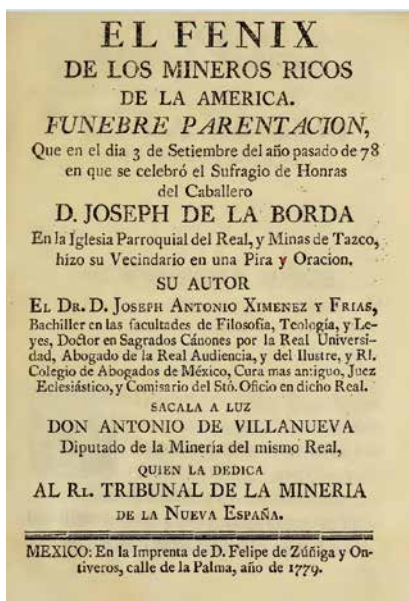 EL FENIX
DE LOS MINEROS RICOS
DE LA AMERICA.
FUNEBRE PARENTACION,
Que en el dia 3 de Setiembre del año pasado de 78
en que se celebró el Sufragio de Honras
del Caballero
D. JOSEPH DE LA BORDA
En la Iglesia Parroquial del Real, y Minas de Tazco,
hizo su Vecindario en una Pira y Oracion,
SU AUTOR
EL DR. D. JOSEPH ANTONIO XIMENEZ Y FRIAS,
Bachiller en las facultades de Filosofía, Teología, y Le-
yes, Doctor en Sagrados Cánones por la Real Universi-
dad, Abogado de la Real Audiencia, y del Ilustre, y Rl.
Colegio de Abogados de México, Cura mas antiguo, Juez
Eclesiástico, y Comisario del Stó. Oficio en dicho Real.
SACALA A LUZ
DON ANTONIO DE VILLANUEVA
Diputado de la Minería del mismo Real,
QUIEN LA DEDICA
AL RL. TRIBUNAL DE LA MINERIA
DE LA NUEVA ESPAÑA.
MEXICO: En la Imprenta de D. Felipe de Zúñiga y On-
tiveros, calle de la Palma, año de 1779.